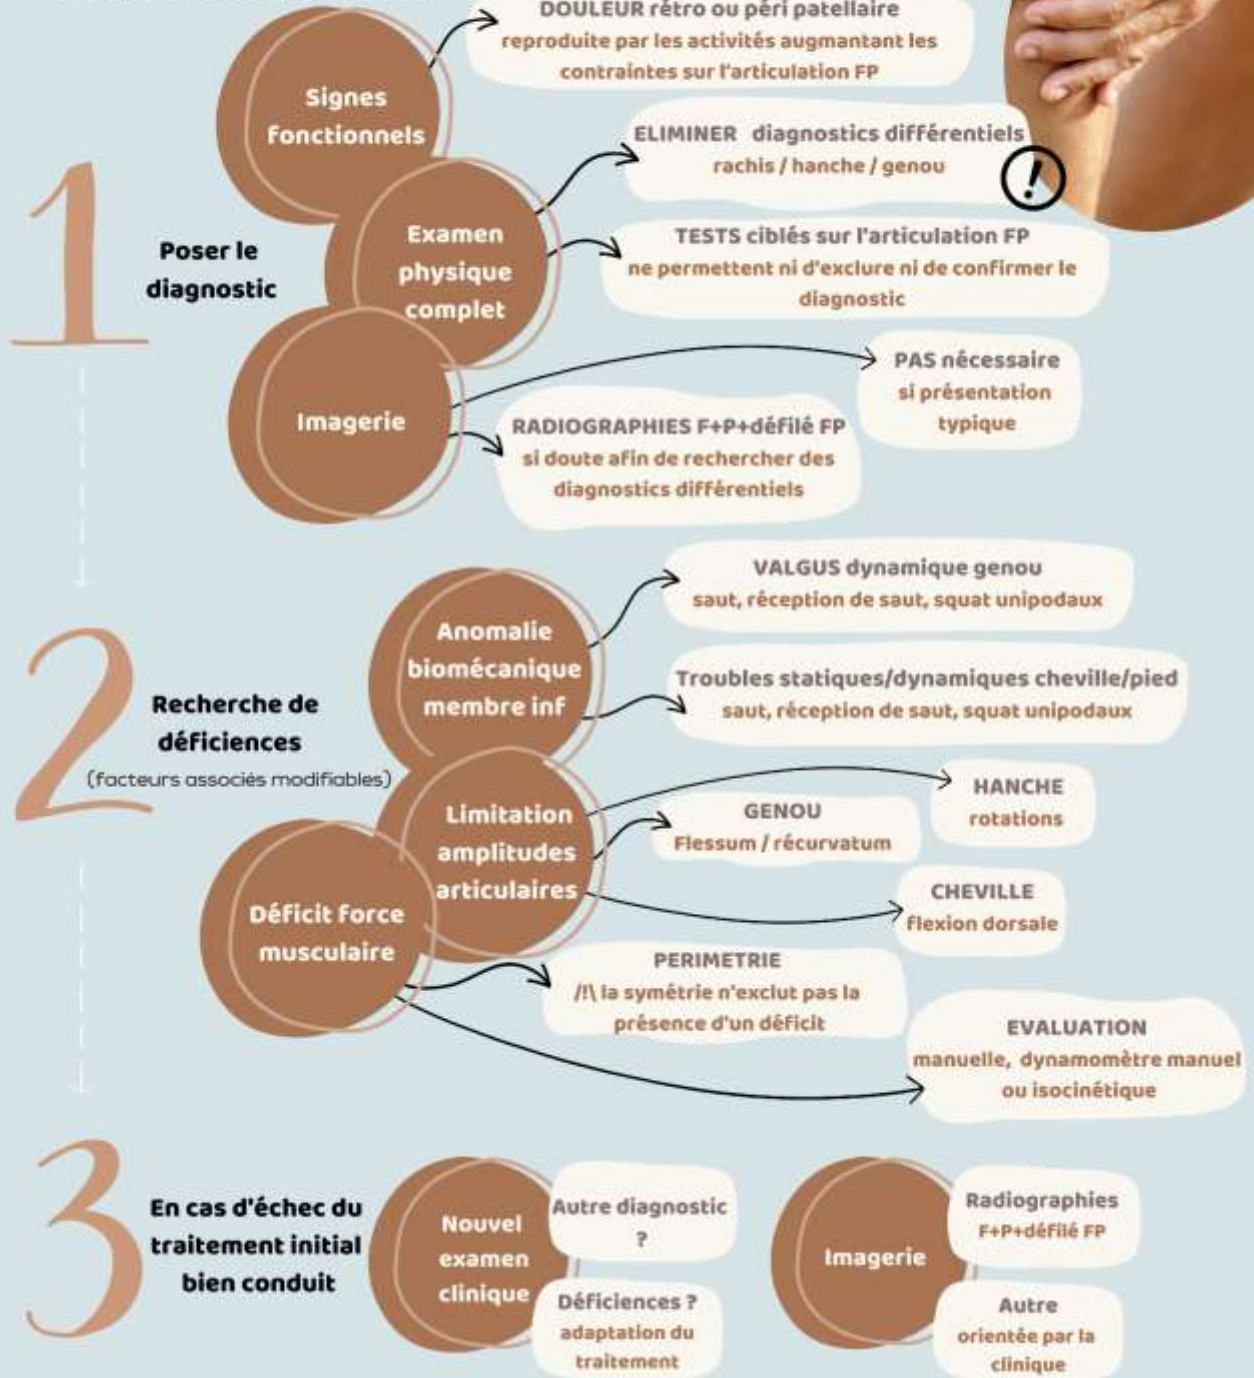 DOULEUR rétro ou péri patellaire
reproduite par les activités augmantant les
contraintes sur l'articulation FP
Signes
fonctionnels
ELIMINER diagnostics différentiels
rachis / hanche / genou
!
1
Poser le
diagnostic
Examen
physique
complet
TESTS ciblés sur l'articulation FP
ne permettent ni d'exclure ni de confirmer le
diagnostic
Imagerie
PAS nécessaire
si présentation
typique
RADIOGRAPHIES F+P+défilé FP
si doute afin de rechercher des
diagnostics différentiels
2
Recherche de
déficiences
(facteurs associés modifiables)
Anomalie
biomécanique
membre inf
VALGUS dynamique genou
saut, réception de saut, squat unipodaux
Troubles statiques/dynamiques cheville/pied
saut, réception de saut, squat unipodaux
Limitation
amplitudes
articulaires
HANCHE
rotations
GENOU
Flessum / récurvatum
CHEVILLE
flexion dorsale
Déficit force
musculaire
PERIMETRIE
/!\ la symétrie n'exclut pas la
présence d'un déficit
EVALUATION
manuelle, dynamomètre manuel
ou isocinétique
3
En cas d'échec du
traitement initial
bien conduit
Nouvel
examen
clinique
Autre diagnostic
?
Déficiences ?
adaptation du
traitement
Imagerie
Radiographies
F+P+défilé FP
Autre
orientée par la
clinique